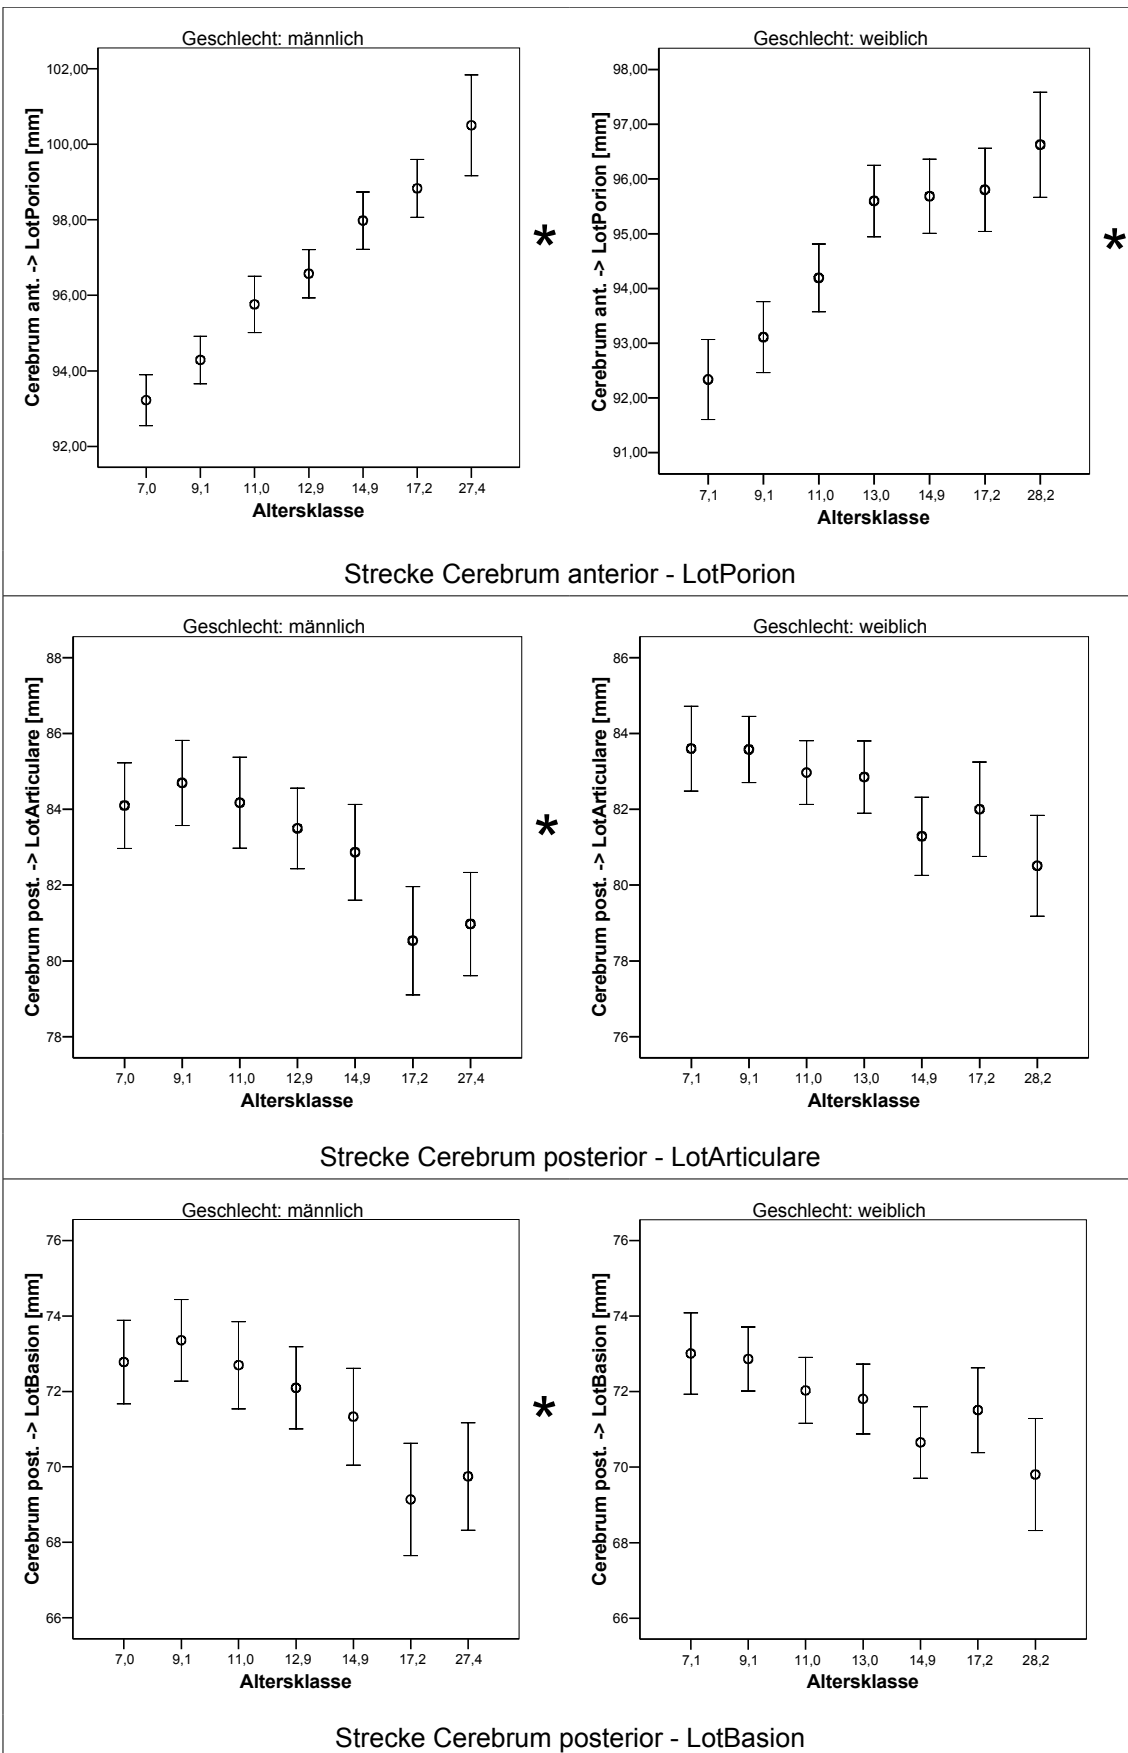 Geschlecht: männlich
Cerebrum ant. -> LotPorion [mm]
102,00
100,00
98,00
96,00
94,00
92,00
7,0 9,1 11,0 12,9 14,9 17,2 27,4
Altersklasse
*
Geschlecht: weiblich
Cerebrum ant. -> LotPorion [mm]
98,00
97,00
96,00
95,00
94,00
93,00
92,00
91,00
7,1 9,1 11,0 13,0 14,9 17,2 28,2
Altersklasse
*
Strecke Cerebrum anterior - LotPorion
Geschlecht: männlich
Cerebrum post. -> LotArticulare [mm]
88
86
84
82
80
78
7,0 9,1 11,0 12,9 14,9 17,2 27,4
Altersklasse
*
Geschlecht: weiblich
Cerebrum post. -> LotArticulare [mm]
86
84
82
80
78
76
7,1 9,1 11,0 13,0 14,9 17,2 28,2
Altersklasse
Strecke Cerebrum posterior - LotArticulare
Geschlecht: männlich
Cerebrum post. -> LotBasion [mm]
76
74
72
70
68
66
7,0 9,1 11,0 12,9 14,9 17,2 27,4
Altersklasse
*
Geschlecht: weiblich
Cerebrum post. -> LotBasion [mm]
76
74
72
70
68
66
7,1 9,1 11,0 13,0 14,9 17,2 28,2
Altersklasse
Strecke Cerebrum posterior - LotBasion